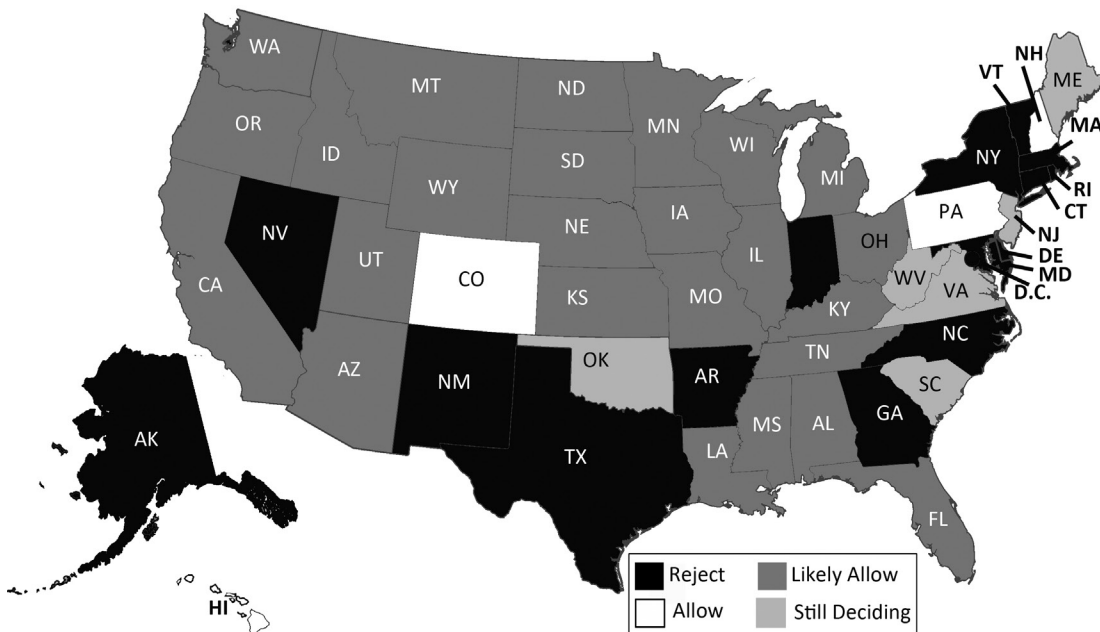 WA
MT
ND
MN
OR
ID
SD
WI
WY
MI
NE
IA
NV
UT
CO
IL
OH
PA
NY
ME
NH
VT
MA
RI
CT
NJ
DE
MD
D.C.
WV
VA
CA
KS
MO
KY
NC
AZ
NM
OK
AR
TN
SC
GA
MS
AL
LA
TX
FL
AK
HI
Reject
Likely Allow
Allow
Still Deciding